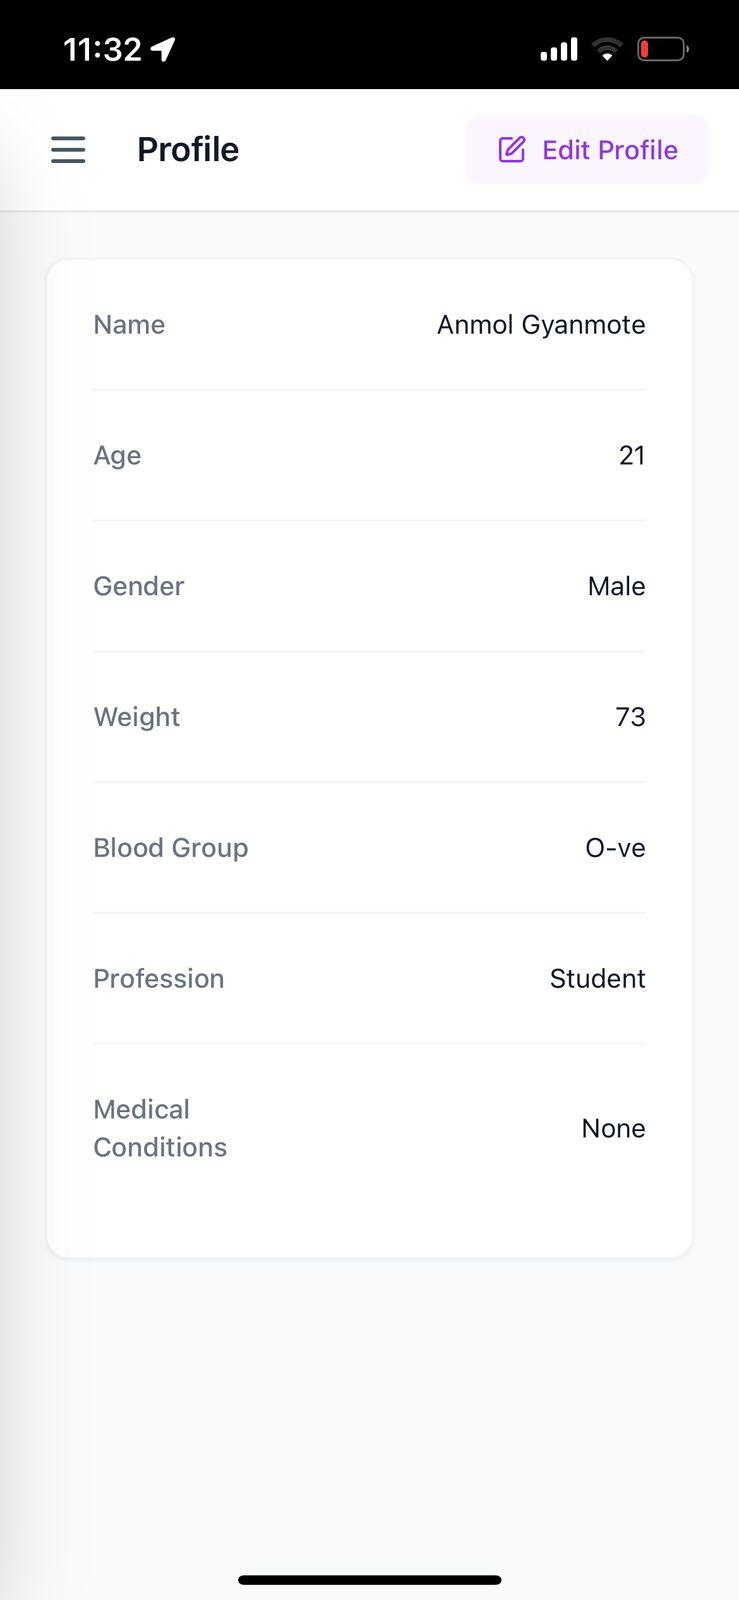 11:32
Profile
Edit Profile
Name Anmol Gyanmote
Age 21
Gender Male
Weight 73
Blood Group O-ve
Profession Student
Medical
Conditions
None